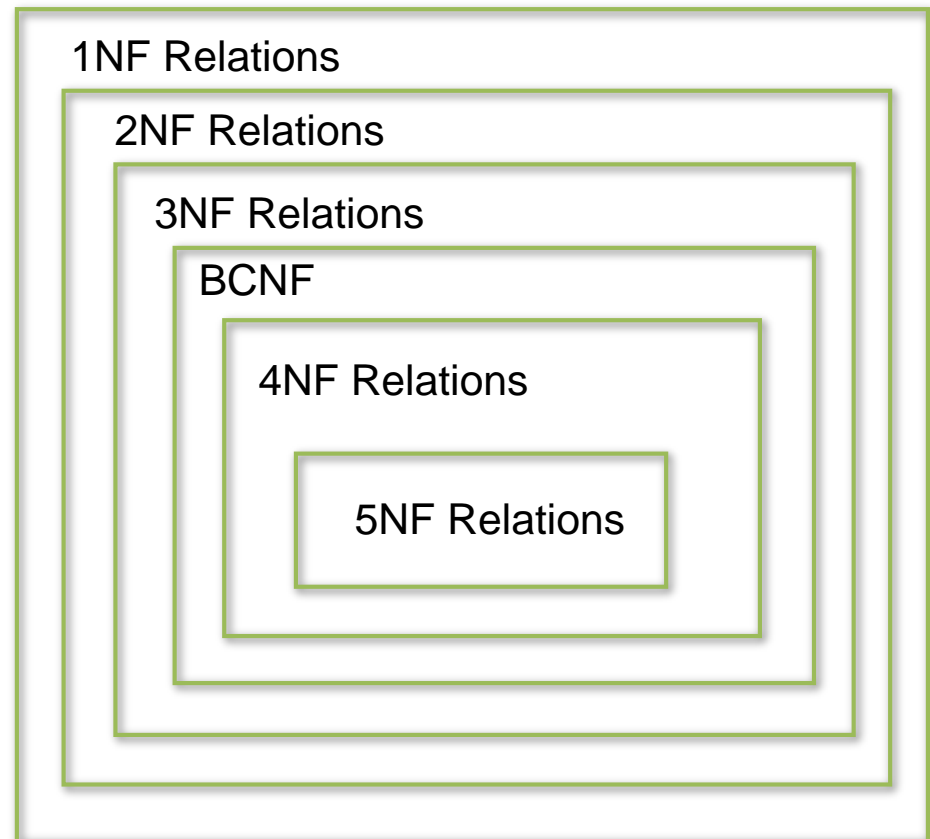 1NF Relations
2NF Relations
3NF Relations
BCNF
4NF Relations
5NF Relations